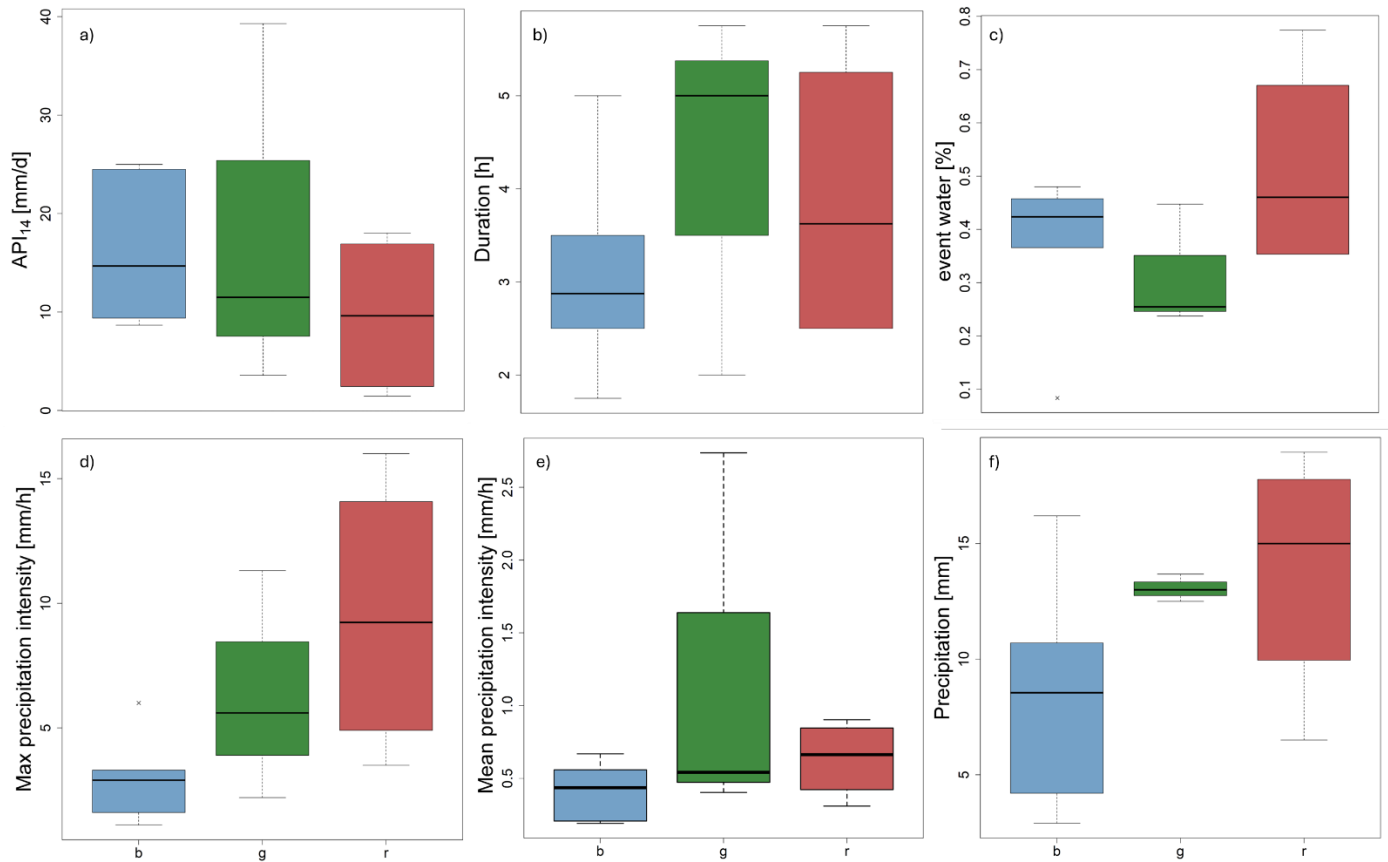 a)
API14 [mm/d]
40
30
20
10
0
b)
Duration [h]
5
4
3
2
c)
event water [%]
0.8
0.7
0.6
0.5
0.4
0.3
0.2
0.1
d)
Max precipitation intensity [mm/h]
15
10
5
b g r
e)
Mean precipitation intensity [mm/h]
2.5
2.0
1.5
1.0
0.5
b g r
f)
Precipitation [mm]
15
10
5
b g r